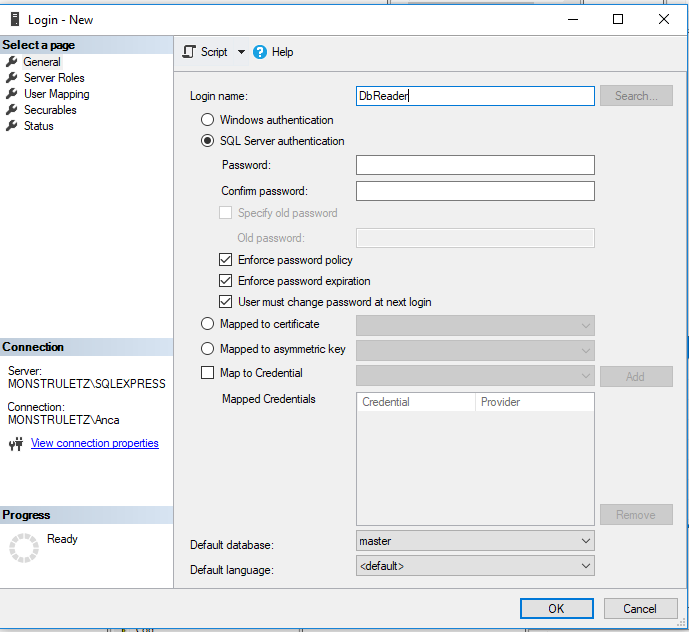 Login - New
Select a page
General
Server Roles
User Mapping
Securables
Status
Connection
Server:
MONSTRULETZ\SQLEXPRESS
Connection:
MONSTRULETZ\Anca
View connection properties
Progress
Ready
Script
Help
Login name:
DbReader
Search...
Windows authentication
SQL Server authentication
Password:
Confirm password:
Specify old password
Old password:
Enforce password policy
Enforce password expiration
User must change password at next login
Mapped to certificate
Mapped to asymmetric key
Map to Credential
Add
Mapped Credentials
Credential
Provider
Remove
Default database:
master
Default language:
<default>
OK
Cancel